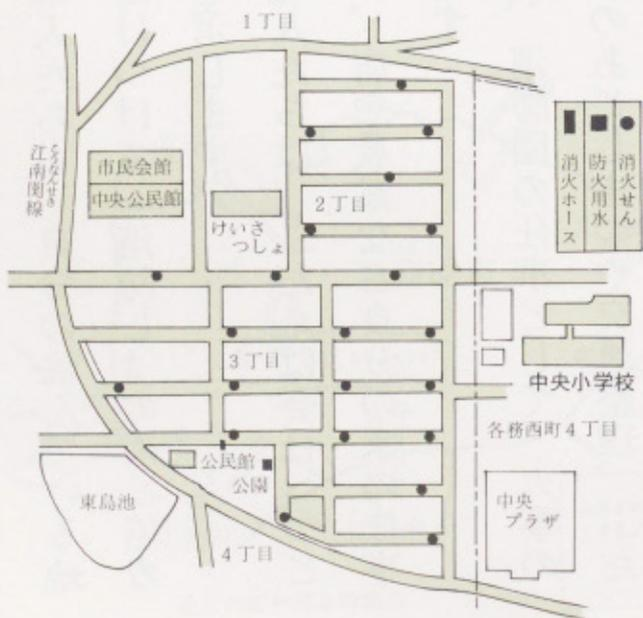 1丁目
こうなんせき
江南関線
市民会館
中央公民館
けいさ
つしょ
2丁目
消火せん
防火用水
消火ホース
3丁目
中央小学校
各務西町4丁目
公民館
公園
東島池
4丁目
中央
プラザ